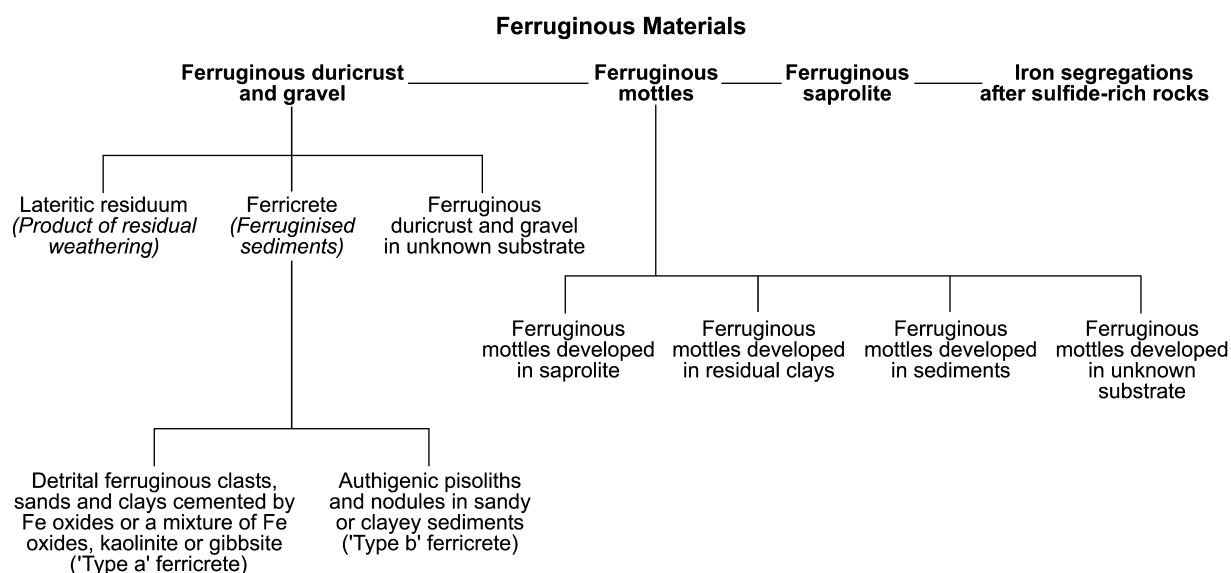 Ferruginous Materials
Ferruginous duricrust
and gravel
Ferruginous
mottles
Ferruginous
saprolite
Iron segregations
after sulfide-rich rocks
Lateritic residuum
(Product of residual
weathering)
Ferricrete
(Ferruginised
sediments)
Ferruginous
duricrust and gravel
in unknown substrate
Ferruginous
mottles developed
in saprolite
Ferruginous
mottles developed
in residual clays
Ferruginous
mottles developed
in sediments
Ferruginous
mottles developed
in unknown
substrate
Detrital ferruginous clasts,
sands and clays cemented by
Fe oxides or a mixture of Fe
oxides, kaolinite or gibbsite
('Type a' ferricrete)
Authigenic pisoliths
and nodules in sandy
or clayey sediments
('Type b' ferricrete)